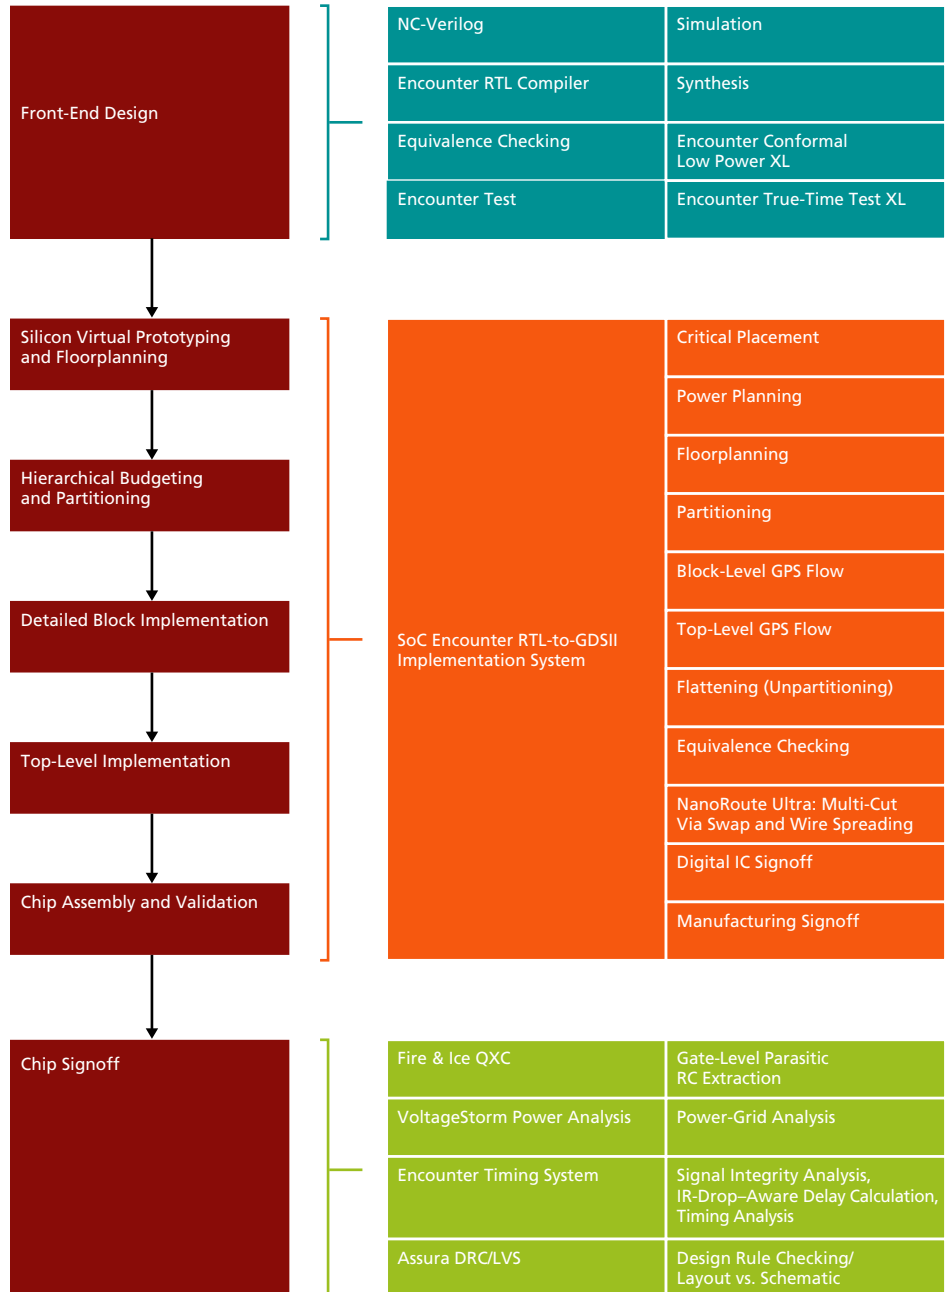 Front-End Design
NC-Verilog
Simulation
Encounter RTL Compiler
Synthesis
Equivalence Checking
Encounter Conformal
Low Power XL
Encounter Test
Encounter True-Time Test XL
Silicon Virtual Prototyping
and Floorplanning
Hierarchical Budgeting
and Partitioning
Detailed Block Implementation
Top-Level Implementation
Chip Assembly and Validation
SoC Encounter RTL-to-GDSII
Implementation System
Critical Placement
Power Planning
Floorplanning
Partitioning
Block-Level GPS Flow
Top-Level GPS Flow
Flattening (Unpartitioning)
Equivalence Checking
NanoRoute Ultra: Multi-Cut
Via Swap and Wire Spreading
Digital IC Signoff
Manufacturing Signoff
Chip Signoff
Fire & Ice QXC
Gate-Level Parasitic
RC Extraction
VoltageStorm Power Analysis
Power-Grid Analysis
Encounter Timing System
Signal Integrity Analysis,
IR-Drop–Aware Delay Calculation,
Timing Analysis
Assura DRC/LVS
Design Rule Checking/
Layout vs. Schematic